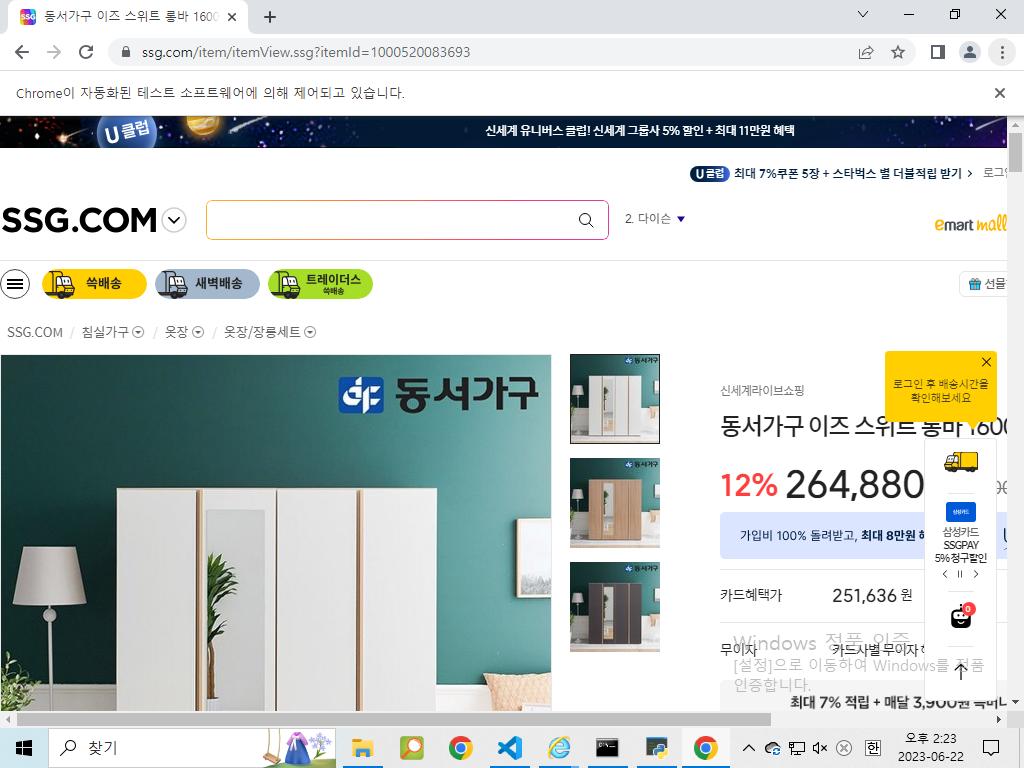 동서가구 이즈 스위트 롱바 1600
ssg.com/item/itemView.ssg?itemId=1000520083693
Chrome이 자동화된 테스트 소프트웨어에 의해 제어되고 있습니다.
U클럽
신세계 유니버스 클럽! 신세계 그룹사 5% 할인 + 최대 11만원 혜택
U클럽 최대 7%쿠폰 5장 + 스타벅스 별 더블적립 받기
SSG.COM
2. 다이슨
emart mall
쓱배송
새벽배송
트레이더스
쓱배송
선물
SSG.COM / 침실가구 / 옷장 / 옷장/장롱세트
동서가구
로그인 후 배송시간을
확인해보세요
신세계라이브쇼핑
동서가구 이즈 스위트 롱바 1600
12% 264,880
가입비 100% 돌려받고, 최대 8만원
삼성카드
삼성카드
SSGPAY
5% 청구할인
카드혜택가 251,636 원
0
무이자 카드사별 무이자
Windows 정품 인증
[설정]으로 이동하여 Windows를 정품
인증합니다.
최대 7% 적립 + 매달 3,900원
찾기
오후 2:23
2023-06-22
한